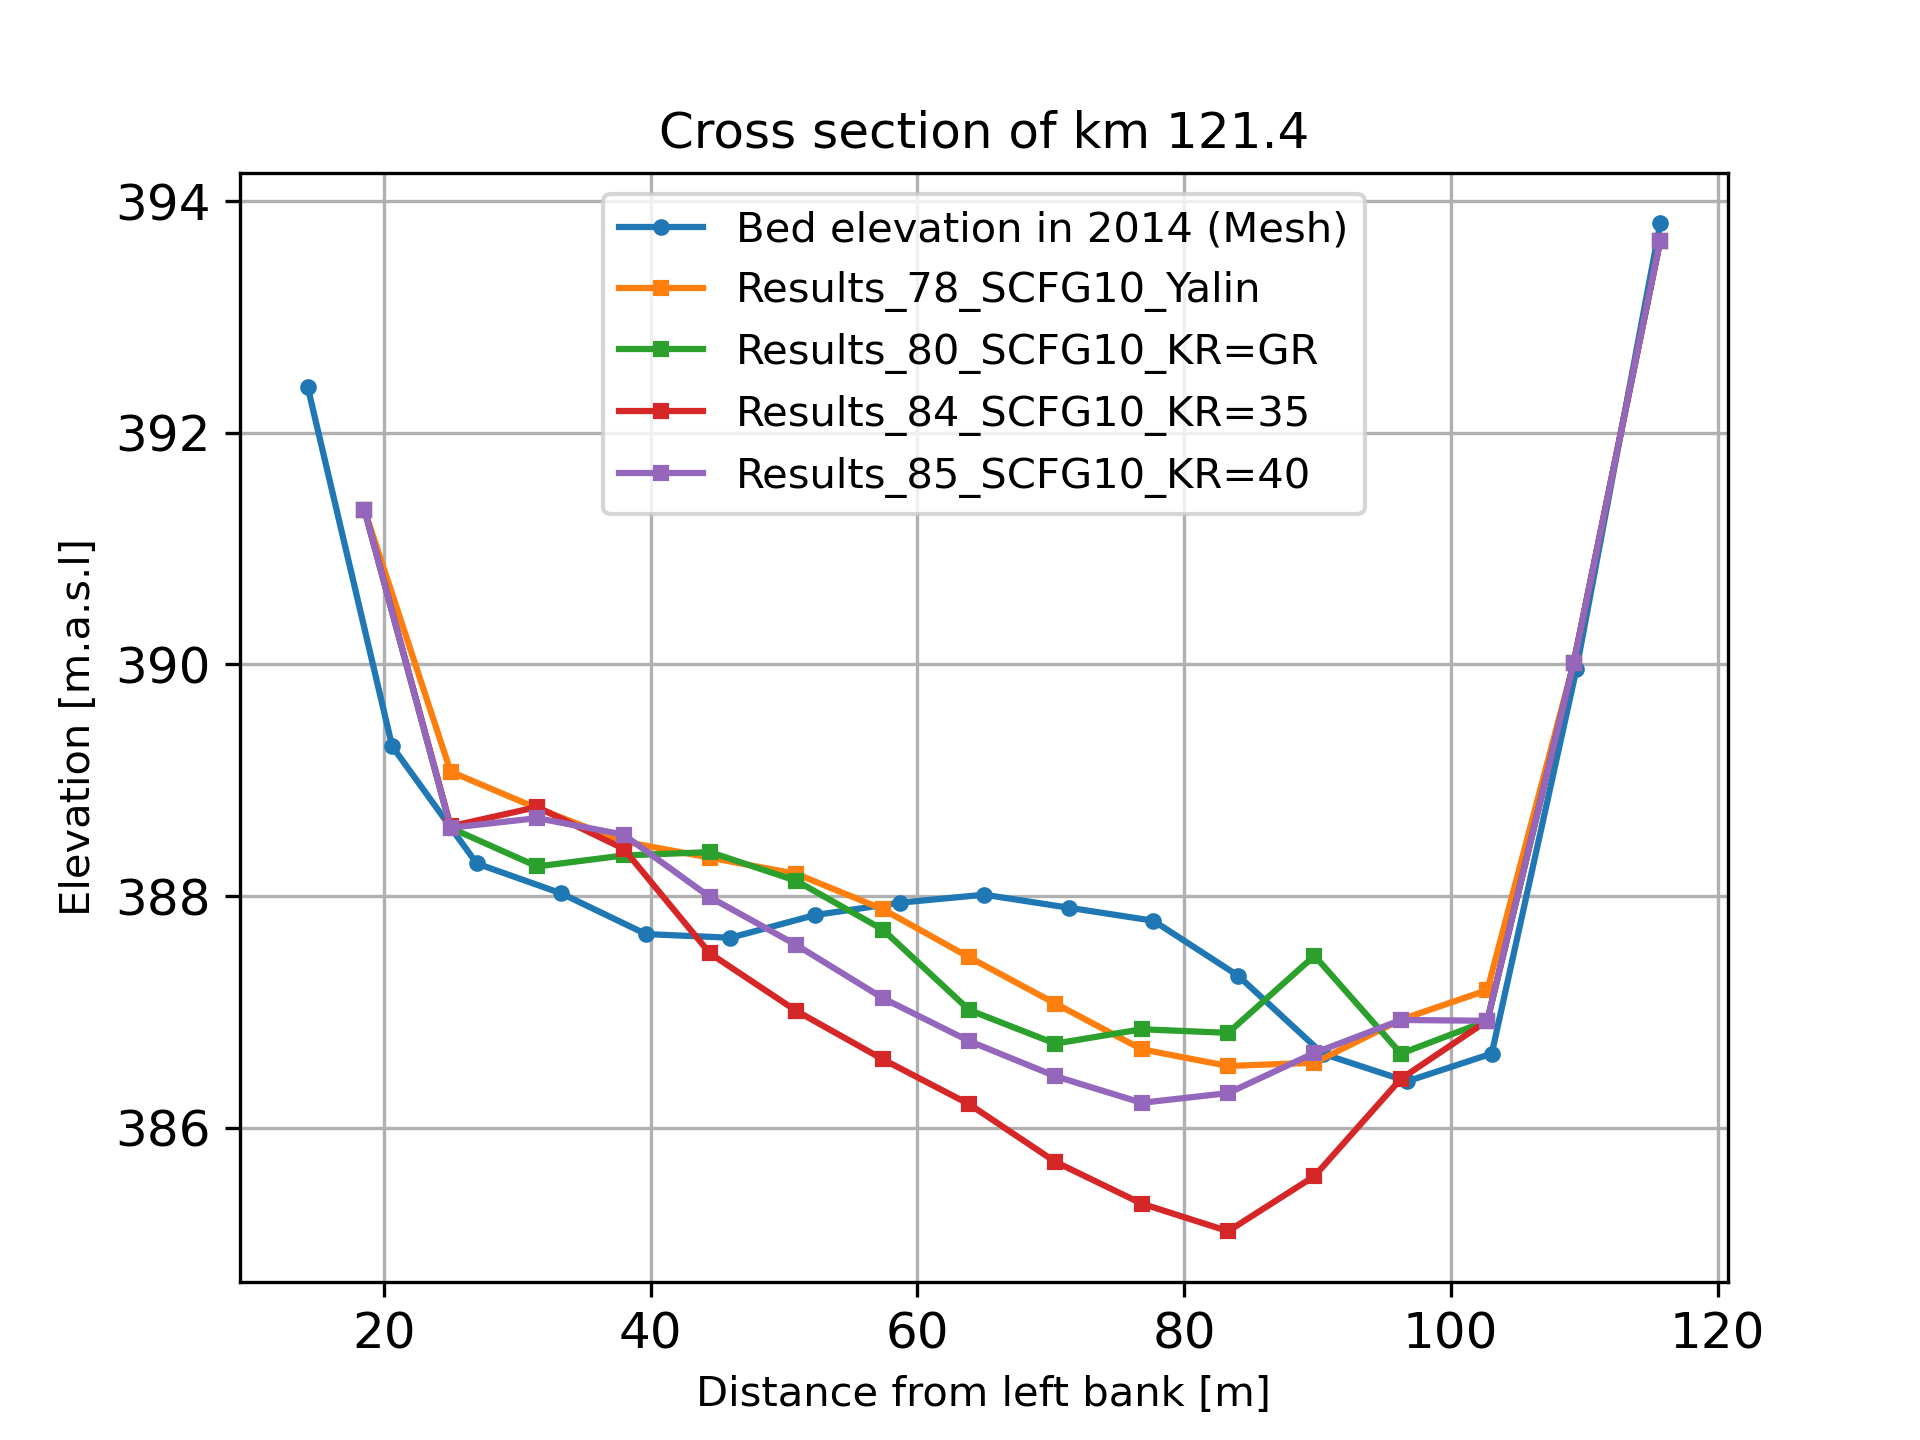 Cross section of km 121.4
Bed elevation in 2014 (Mesh)
Results_78_SCFG10_Yalin
Results_80_SCFG10_KR=GR
Results_84_SCFG10_KR=35
Results_85_SCFG10_KR=40
Elevation [m.a.s.l]
394
392
390
388
386
20 40 60 80 100 120
Distance from left bank [m]